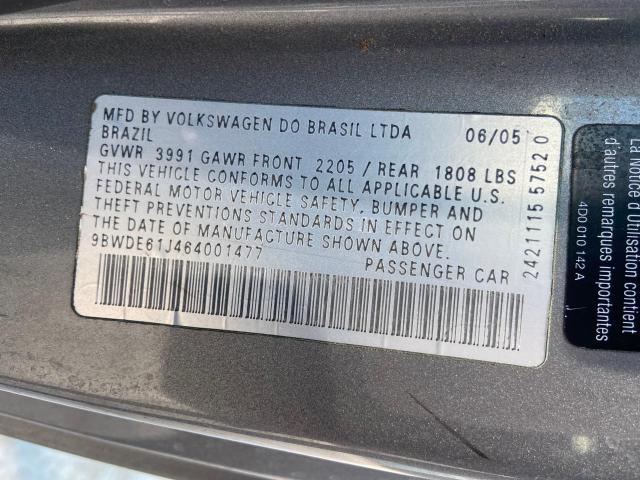 MFD BY VOLKSWAGEN DO BRASIL LTDA 06/05
BRAZIL
GVWR 3991 GAWR FRONT 2205 / REAR 1808 LBS
THIS VEHICLE CONFORMS TO ALL APPLICABLE U.S.
FEDERAL MOTOR VEHICLE SAFETY, BUMPER AND
THEFT PREVENTIONS STANDARDS IN EFFECT ON
THE DATE OF MANUFACTURE SHOWN ABOVE.
9BWDE61J464001477 PASSENGER CAR
24211115 5752 0
4D0 010 142 A
La notice d'Utilisation contient
d'autres remarques importantes